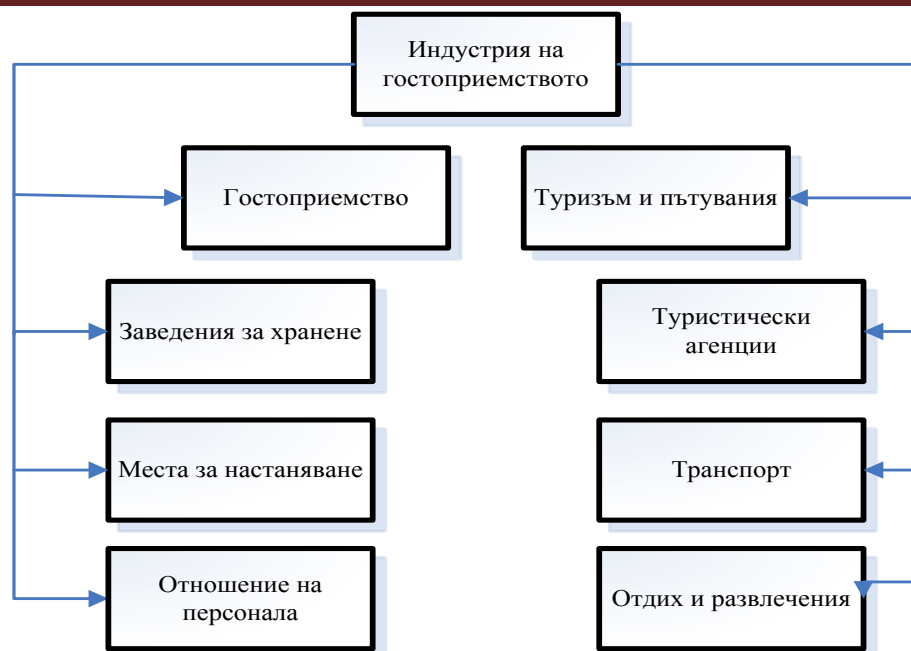 Индустрия на
гостоприемството
Гостоприемство
Туризъм и пътувания
Заведения за хранене
Туристически
агенции
Места за настаняване
Транспорт
Отношение на
персонала
Отдих и развлечения